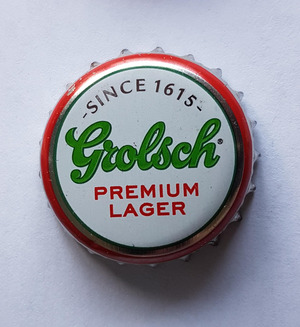 -SINCE 1615-
Grolsch®
PREMIUM
LAGER